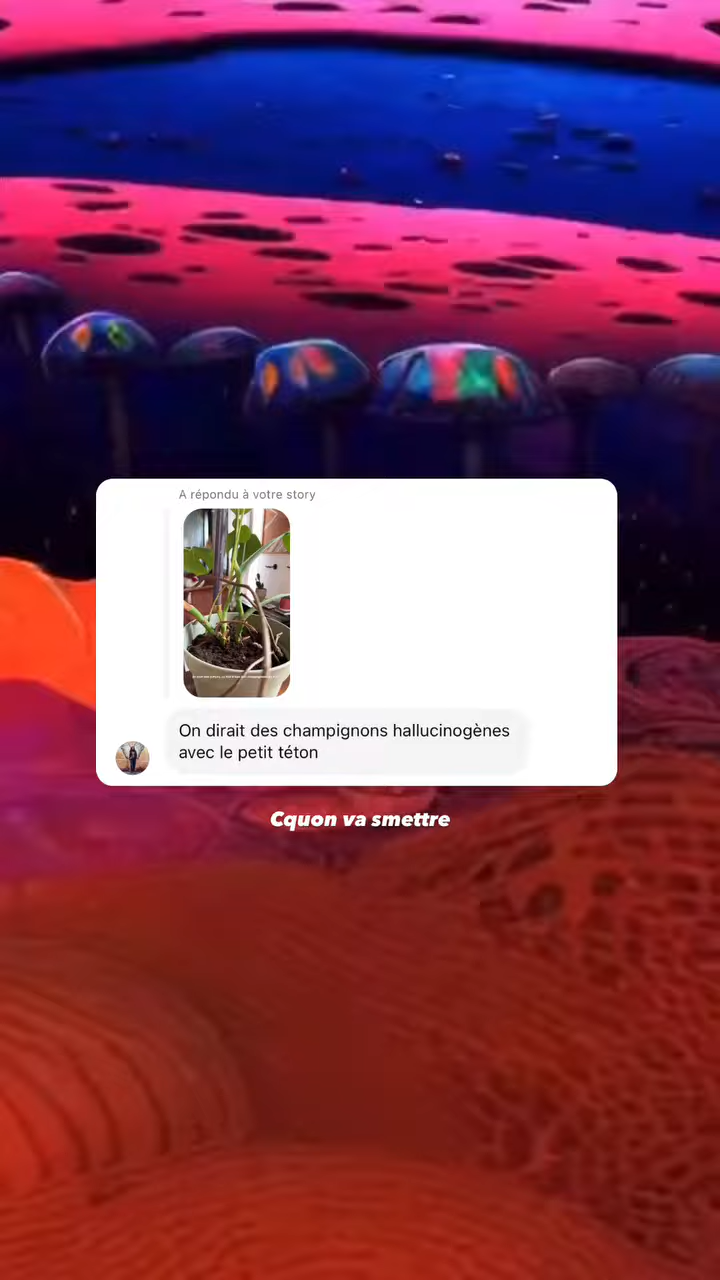 A répondu à votre story
On dirait des champignons hallucinogènes
avec le petit téton
Cquon va smettre